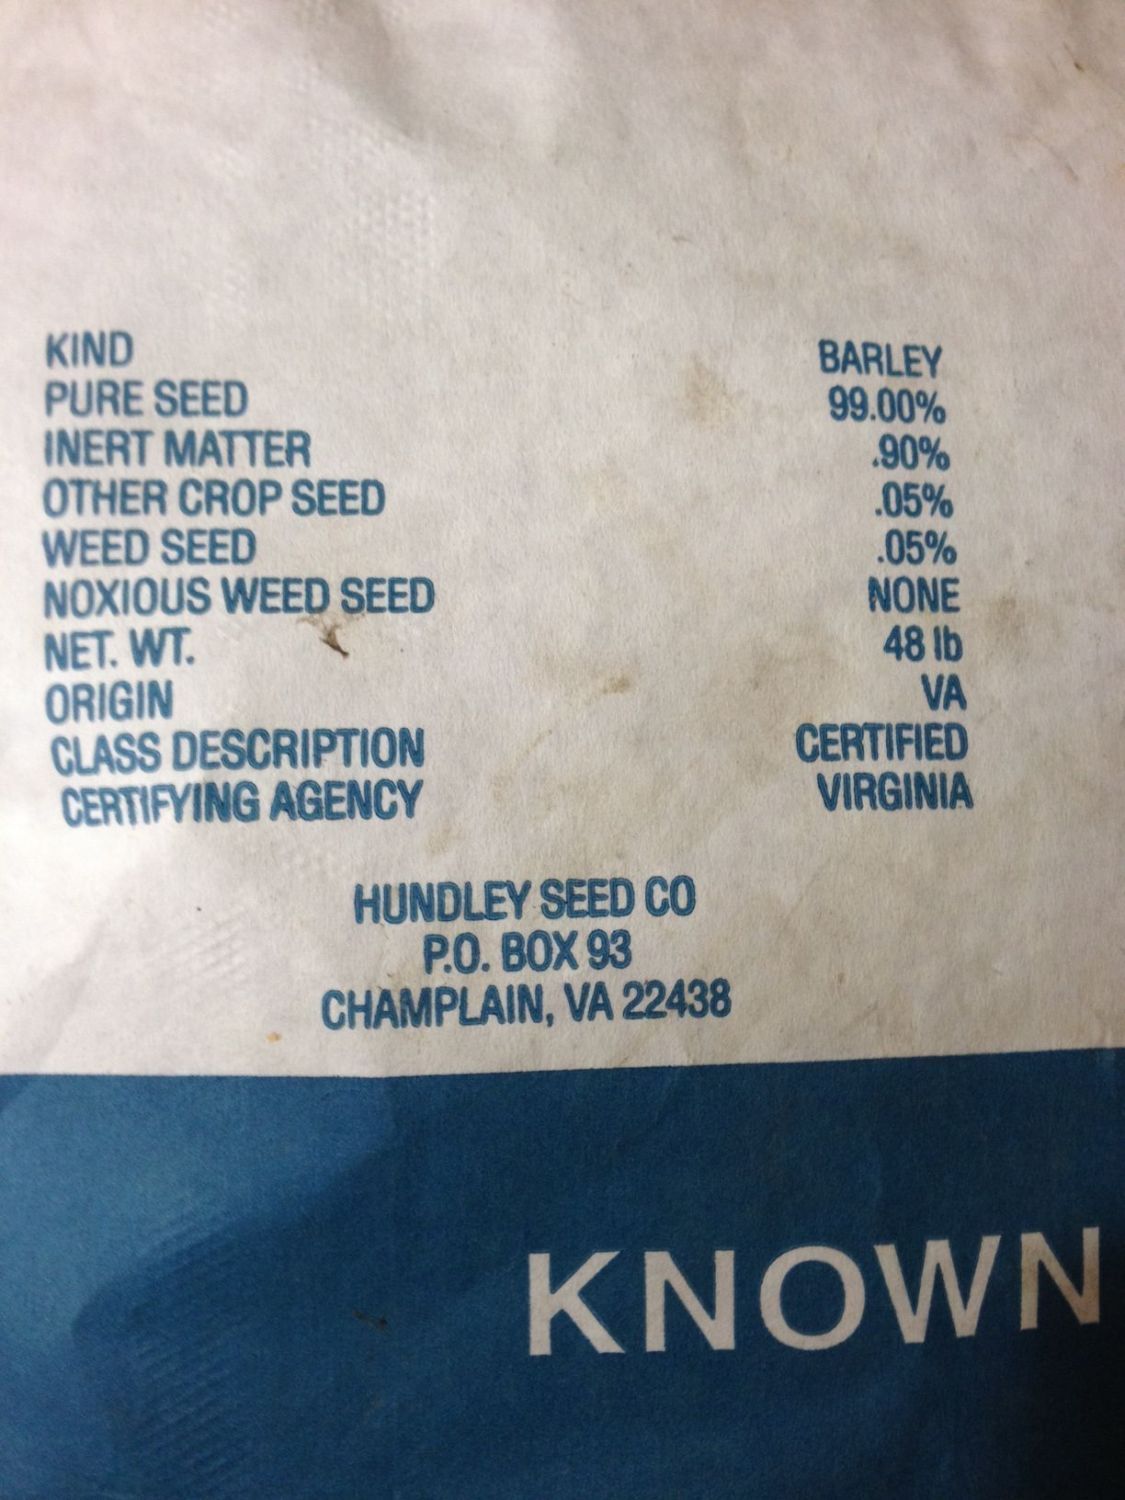 KIND BARLEY
PURE SEED 99.00%
INERT MATTER .90%
OTHER CROP SEED .05%
WEED SEED .05%
NOXIOUS WEED SEED NONE
NET. WT. 48 lb
ORIGIN VA
CLASS DESCRIPTION CERTIFIED
CERTIFYING AGENCY VIRGINIA
HUNDLEY SEED CO
P.O. BOX 93
CHAMPLAIN, VA 22438
KNOWN